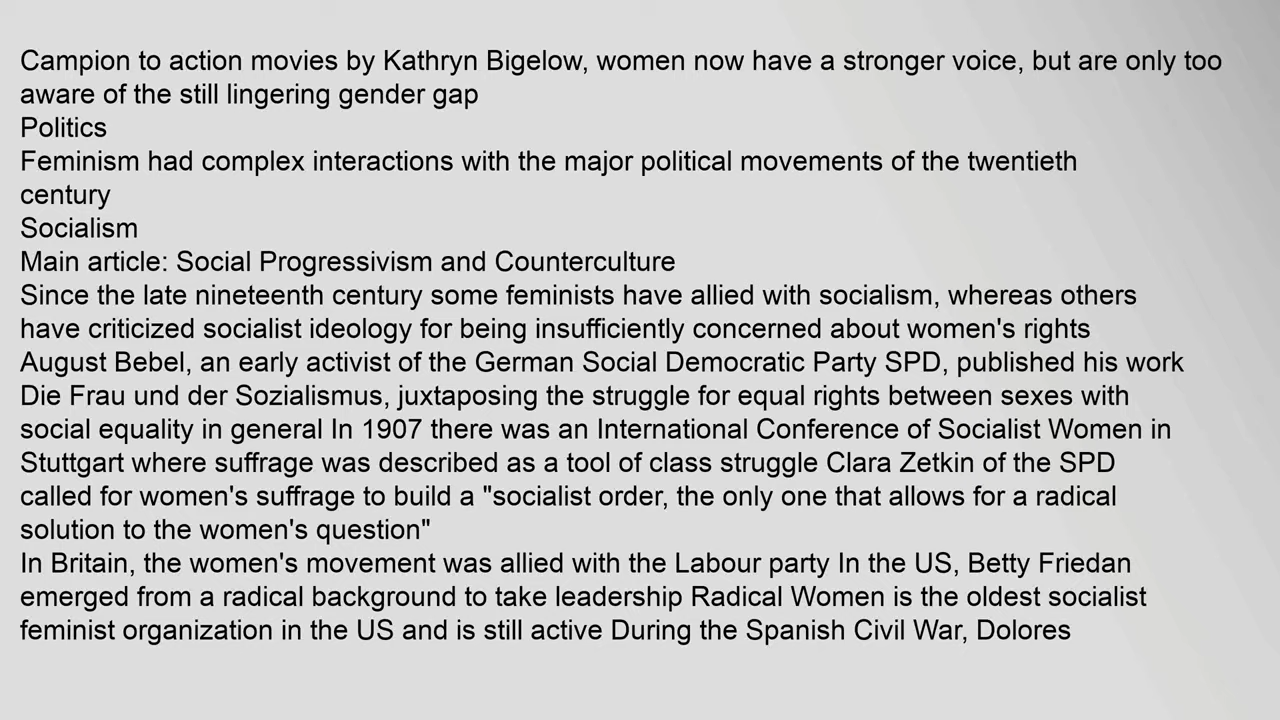 Campion to action movies by Kathryn Bigelow, women now have a stronger voice, but are only too
aware of the still lingering gender gap
Politics
Feminism had complex interactions with the major political movements of the twentieth
century
Socialism
Main article: Social Progressivism and Counterculture
Since the late nineteenth century some feminists have allied with socialism, whereas others
have criticized socialist ideology for being insufficiently concerned about women's rights
August Bebel, an early activist of the German Social Democratic Party SPD, published his work
Die Frau und der Sozialismus, juxtaposing the struggle for equal rights between sexes with
social equality in general In 1907 there was an International Conference of Socialist Women in
Stuttgart where suffrage was described as a tool of class struggle Clara Zetkin of the SPD
called for women's suffrage to build a "socialist order, the only one that allows for a radical
solution to the women's question"
In Britain, the women's movement was allied with the Labour party In the US, Betty Friedan
emerged from a radical background to take leadership Radical Women is the oldest socialist
feminist organization in the US and is still active During the Spanish Civil War, Dolores